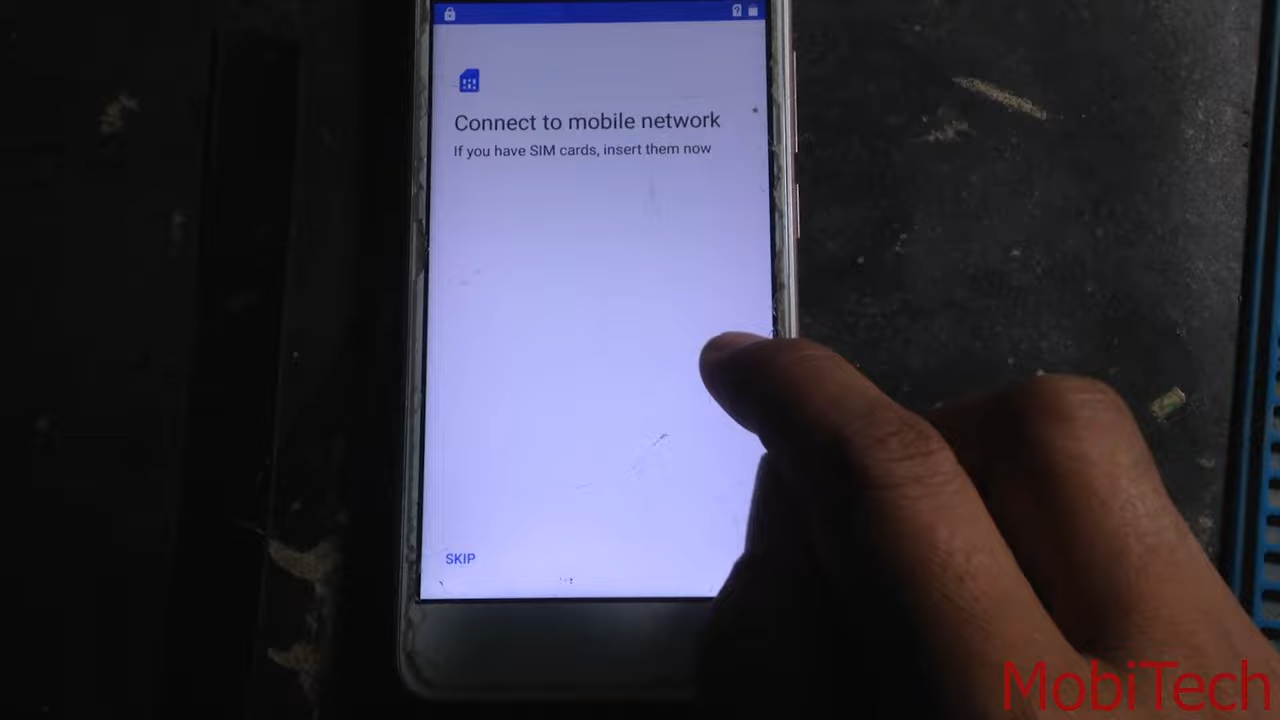 Connect to mobile network
If you have SIM cards, insert them now
SKIP
MobiTech